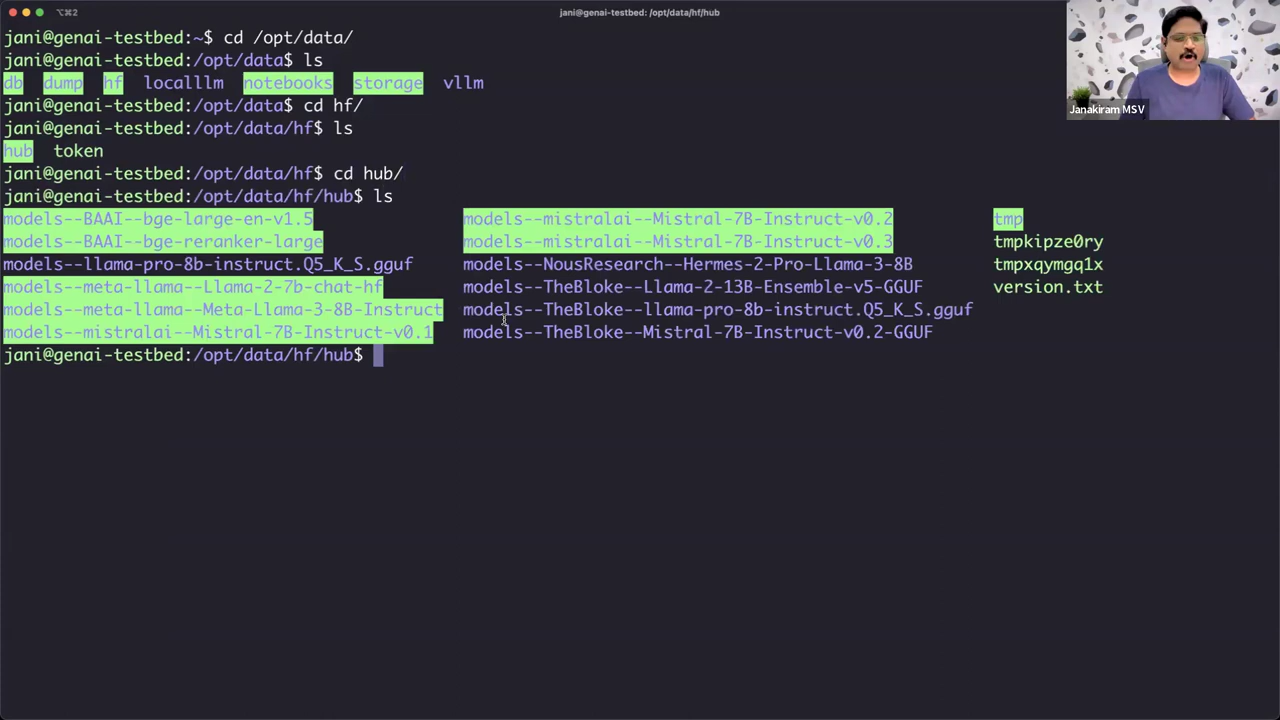 ⌥⌘2
jani@genai-testbed: /opt/data/hf/hub
jani@genai-testbed:~$ cd /opt/data/
jani@genai-testbed:/opt/data$ ls
db dump hf localllm notebooks storage vllm
jani@genai-testbed:/opt/data$ cd hf/
jani@genai-testbed:/opt/data/hf$ ls
hub token
jani@genai-testbed:/opt/data/hf$ cd hub/
jani@genai-testbed:/opt/data/hf/hub$ ls
models--BAAI--bge-large-en-v1.5 models--mistralai--Mistral-7B-Instruct-v0.2 tmp
models--BAAI--bge-reranker-large models--mistralai--Mistral-7B-Instruct-v0.3 tmpkipze0ry
models--llama-pro-8b-instruct.Q5_K_S.gguf models--NousResearch--Hermes-2-Pro-Llama-3-8B tmpxqymgq1x
models--meta-llama--Llama-2-7b-chat-hf models--TheBloke--Llama-2-13B-Ensemble-v5-GGUF version.txt
models--meta-llama--Meta-Llama-3-8B-Instruct models--TheBloke--llama-pro-8b-instruct.Q5_K_S.gguf
models--mistralai--Mistral-7B-Instruct-v0.1 models--TheBloke--Mistral-7B-Instruct-v0.2-GGUF
jani@genai-testbed:/opt/data/hf/hub$
Janakiram MSV